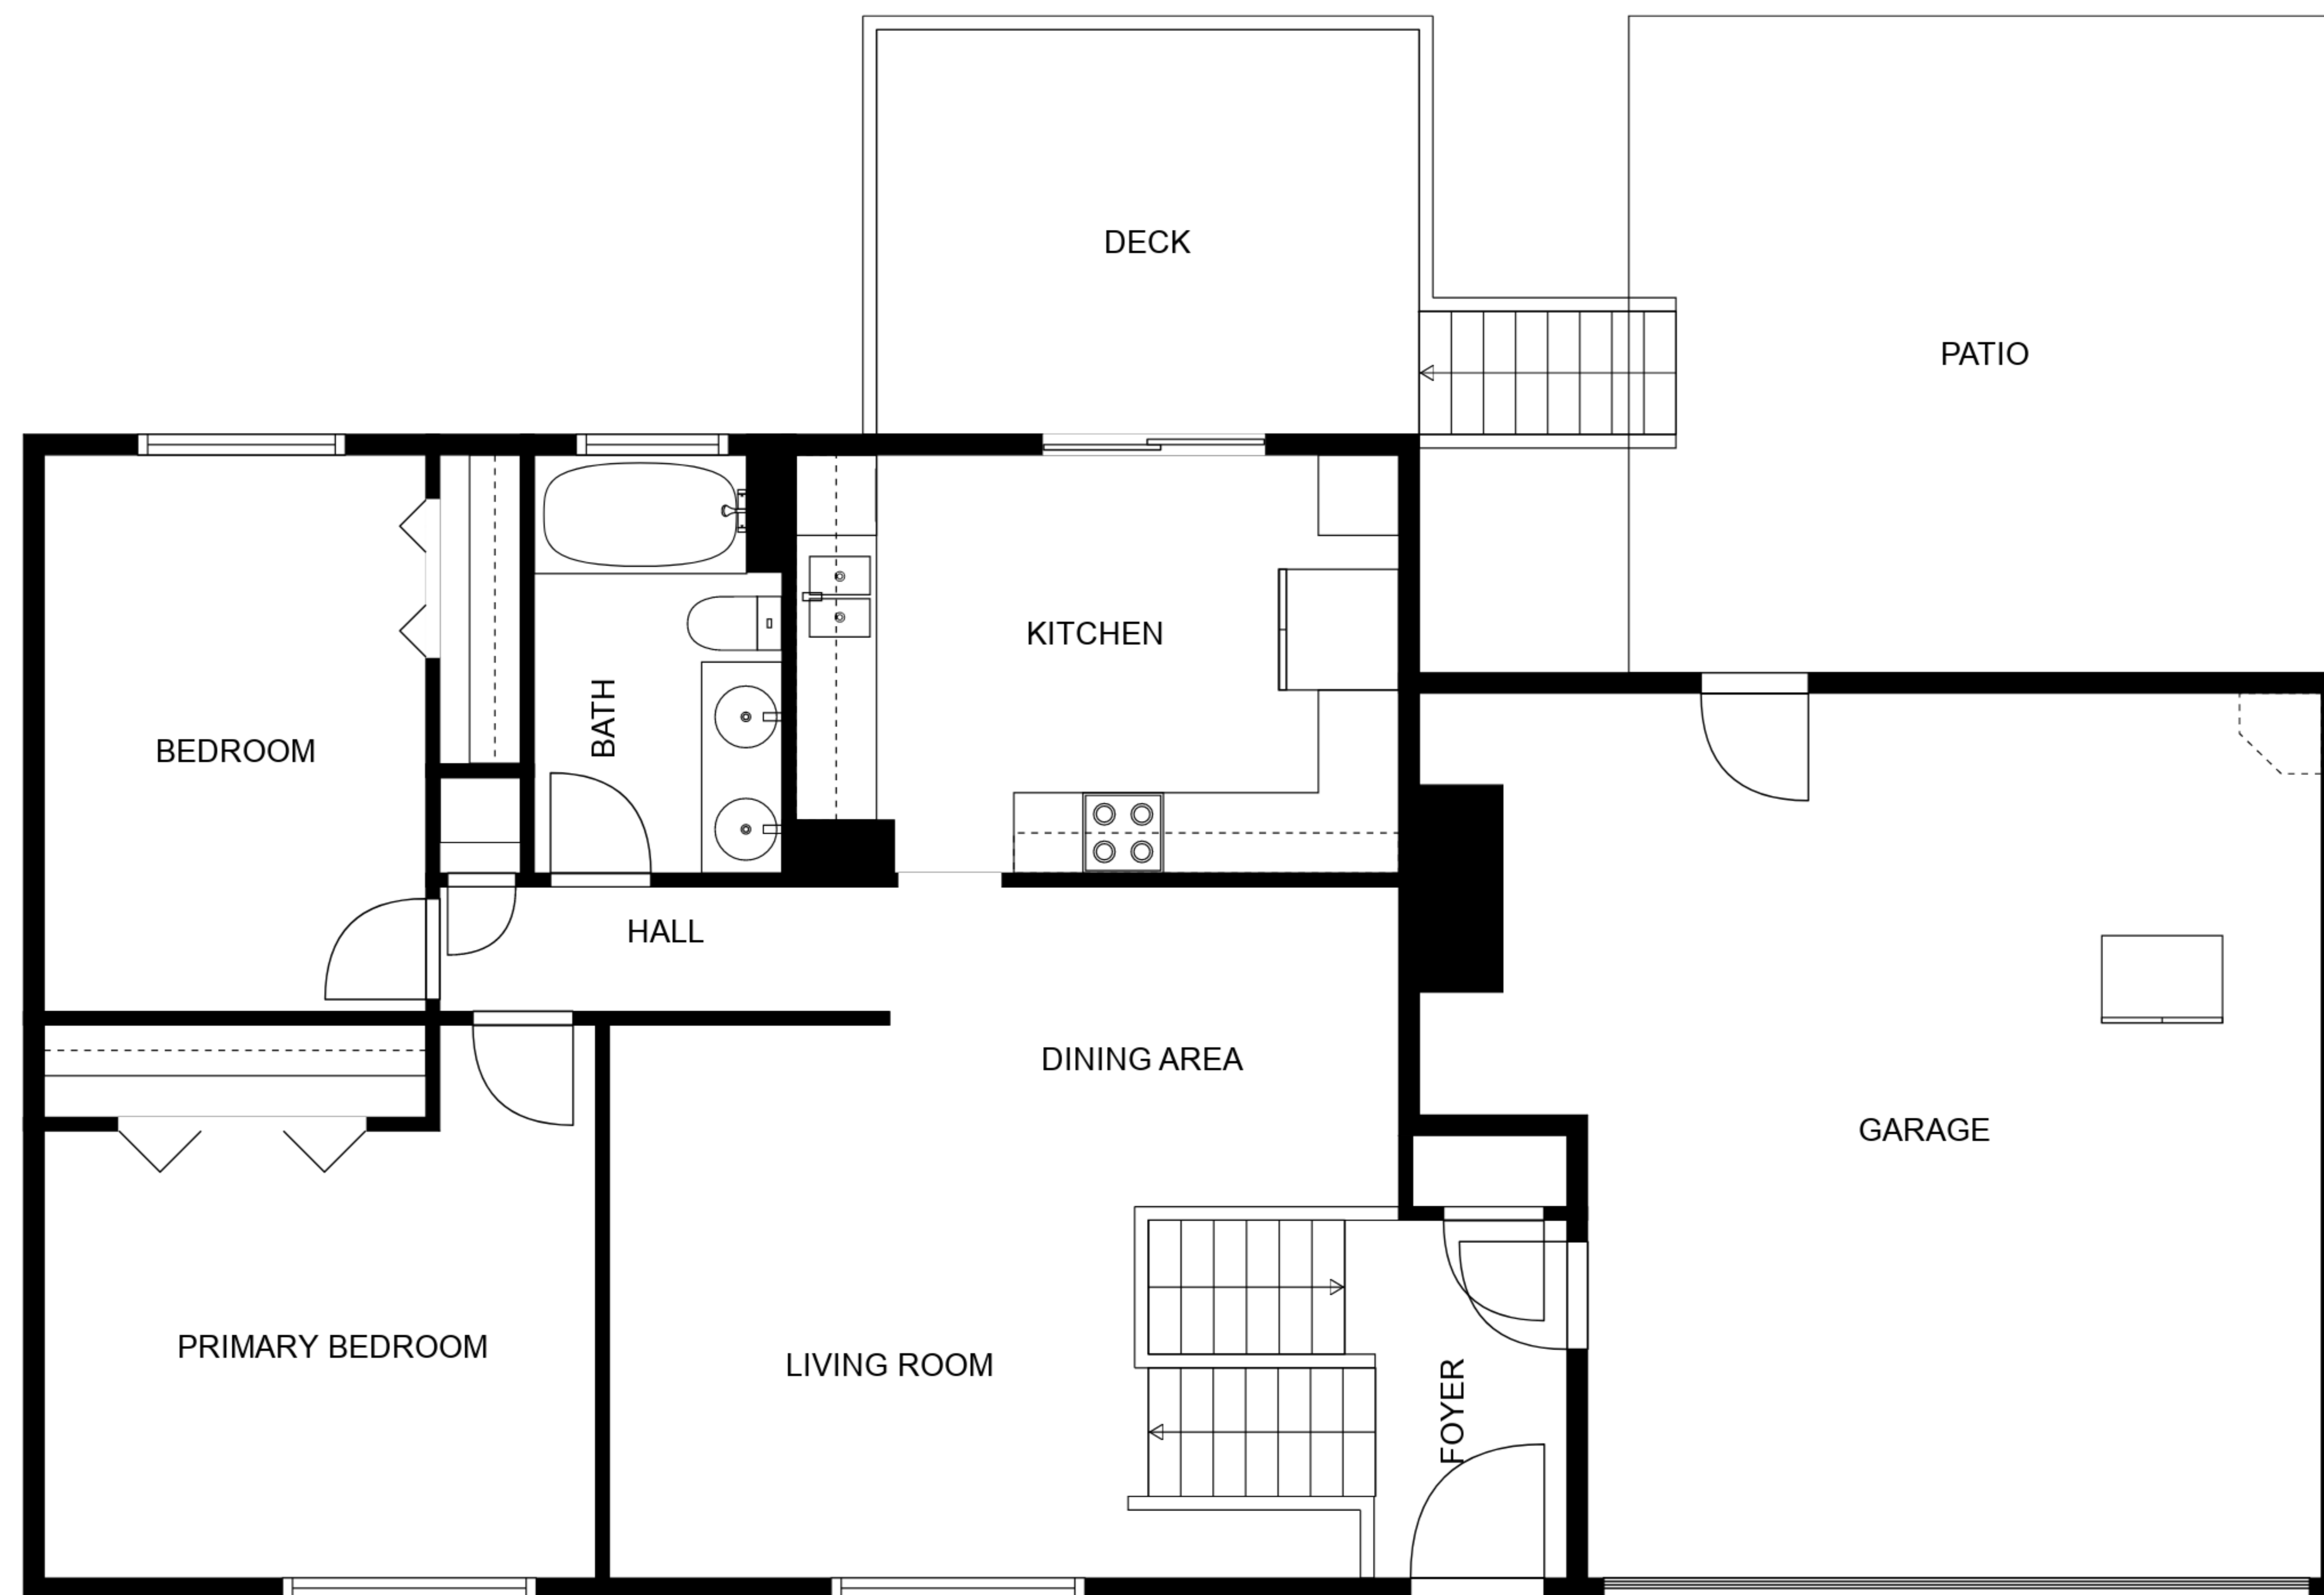 DECK
PATIO
KITCHEN
BATH
BEDROOM
HALL
DINING AREA
GARAGE
PRIMARY BEDROOM
LIVING ROOM
FOYER